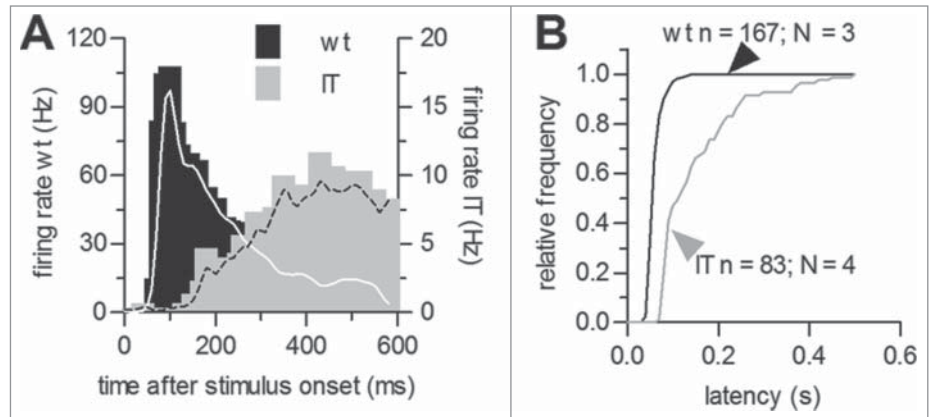 A
wt
IT
120
90
60
30
0
firing rate wt (Hz)
20
15
10
5
0
firing rate IT (Hz)
0 200 400 600
time after stimulus onset (ms)
B
wt n = 167; N = 3
IT n = 83; N = 4
1.0
0.8
0.6
0.4
0.2
0.0
relative frequency
0.0 0.2 0.4 0.6
latency (s)